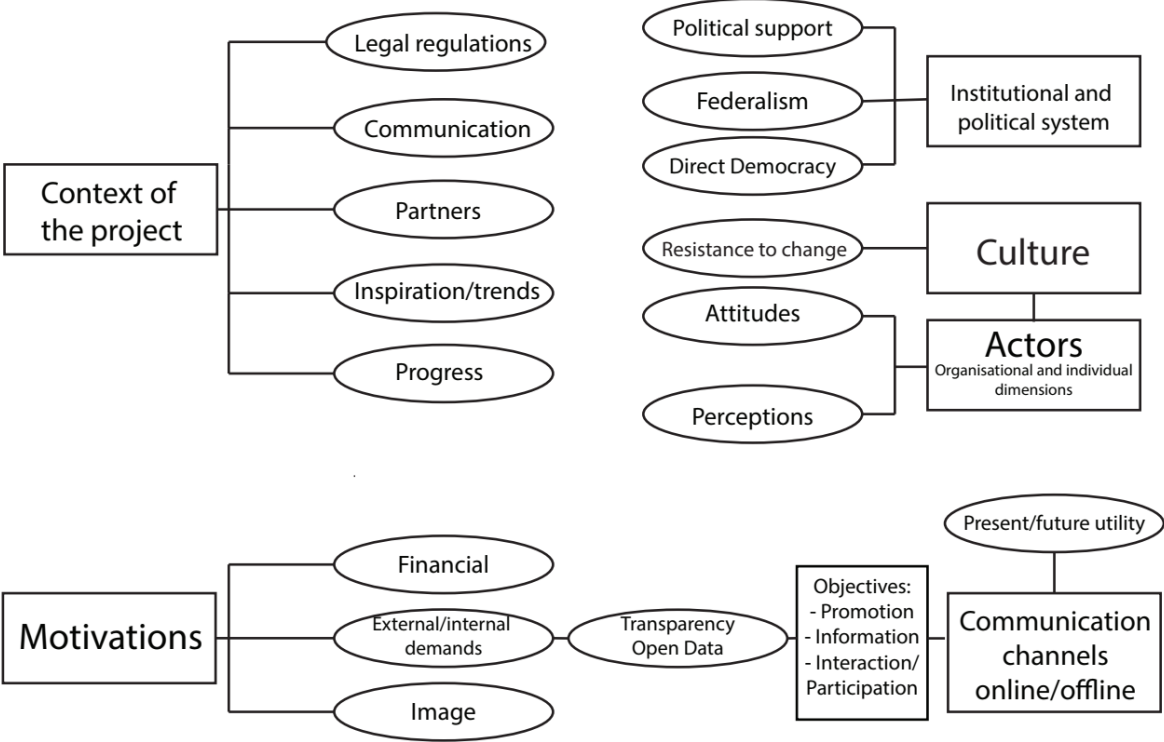 Legal regulations
Communication
Context of
the project
Partners
Inspiration/trends
Progress
Political support
Federalism
Direct Democracy
Institutional and
political system
Resistance to change
Culture
Attitudes
Perceptions
Actors
Organisational and individual
dimensions
Motivations
Financial
External/internal
demands
Image
Transparency
Open Data
Objectives:
- Promotion
- Information
- Interaction/
Participation
Present/future utility
Communication
channels
online/offline